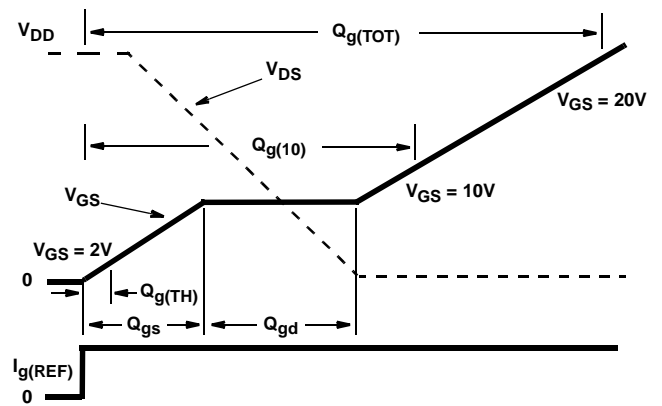 V_DD
Q_g(TOT)
V_DS
V_GS = 20V
Q_g(10)
V_GS
V_GS = 10V
V_GS = 2V
0
Q_g(TH)
Q_gs
Q_gd
I_g(REF)
0